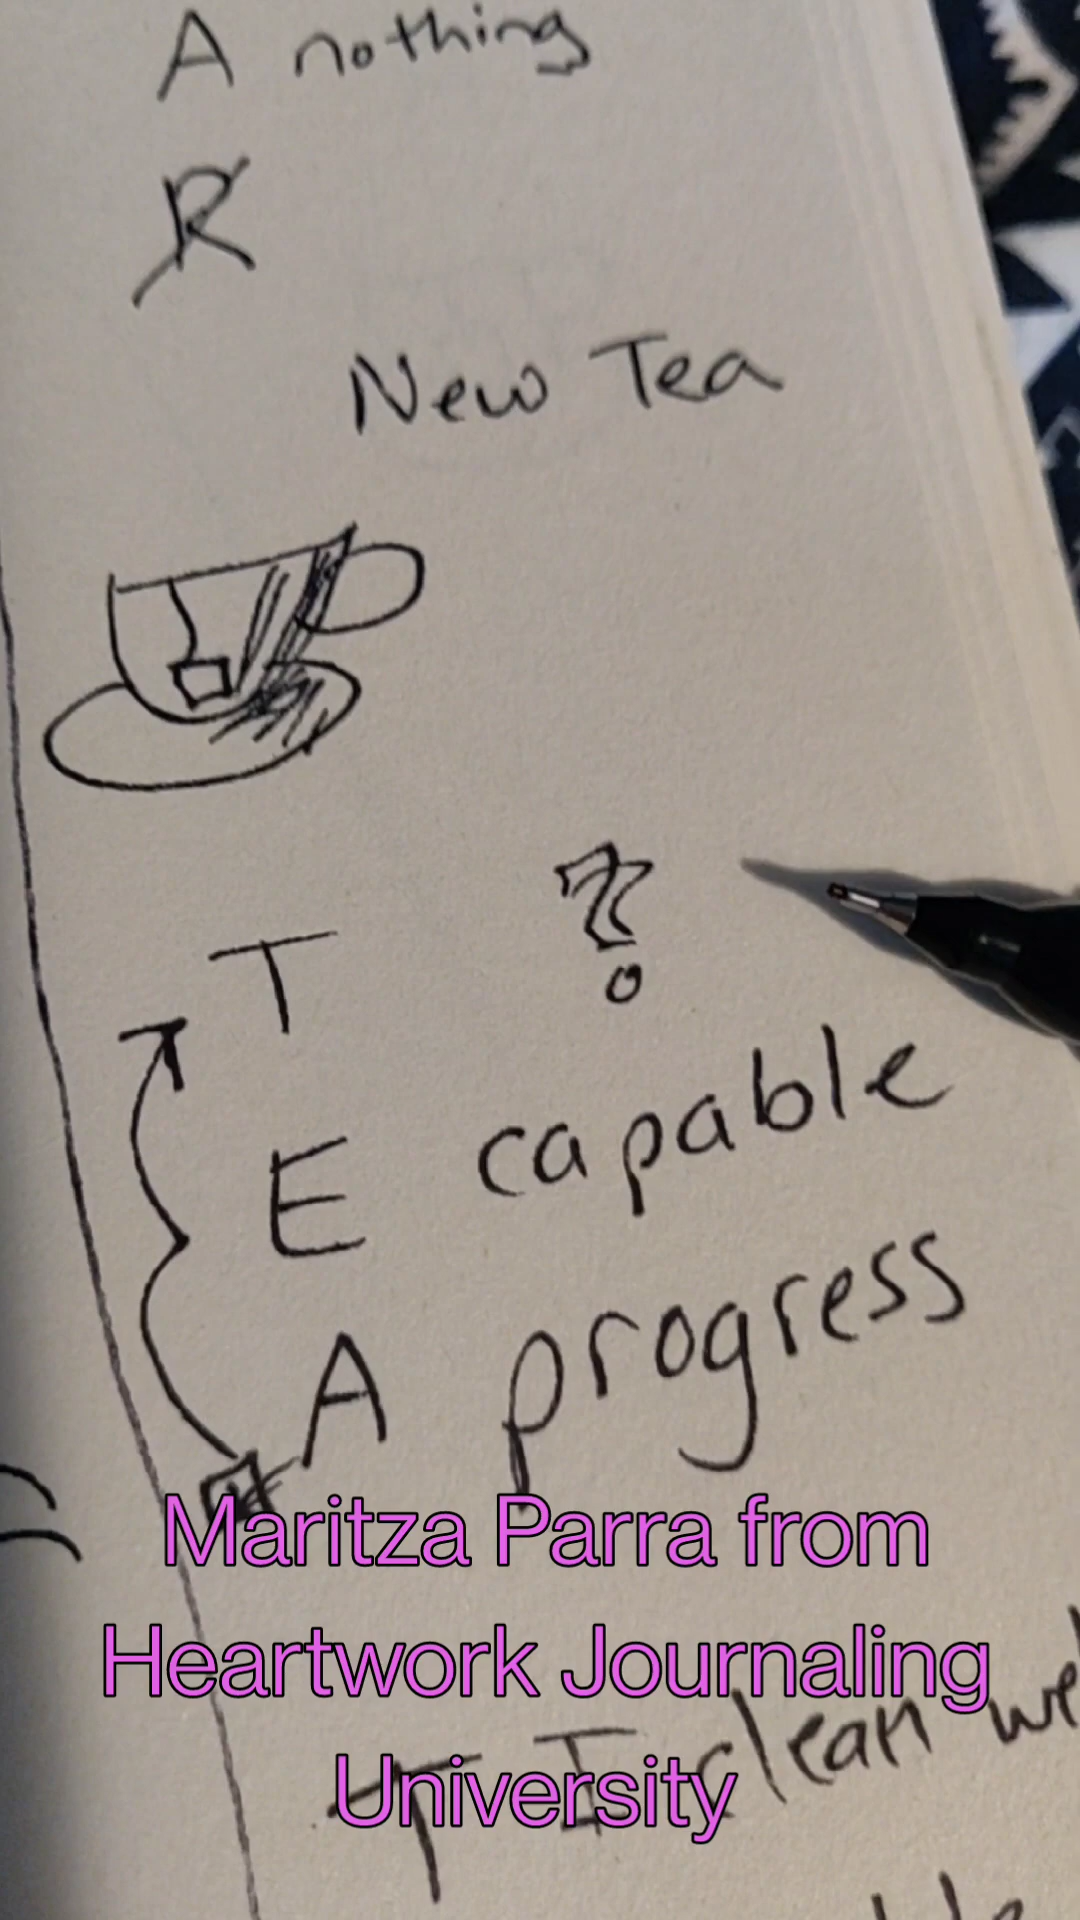 A nothing
R
New Tea
T ?
E capable
A progress
Maritza Parra from
Heartwork Journaling
T I clean
University